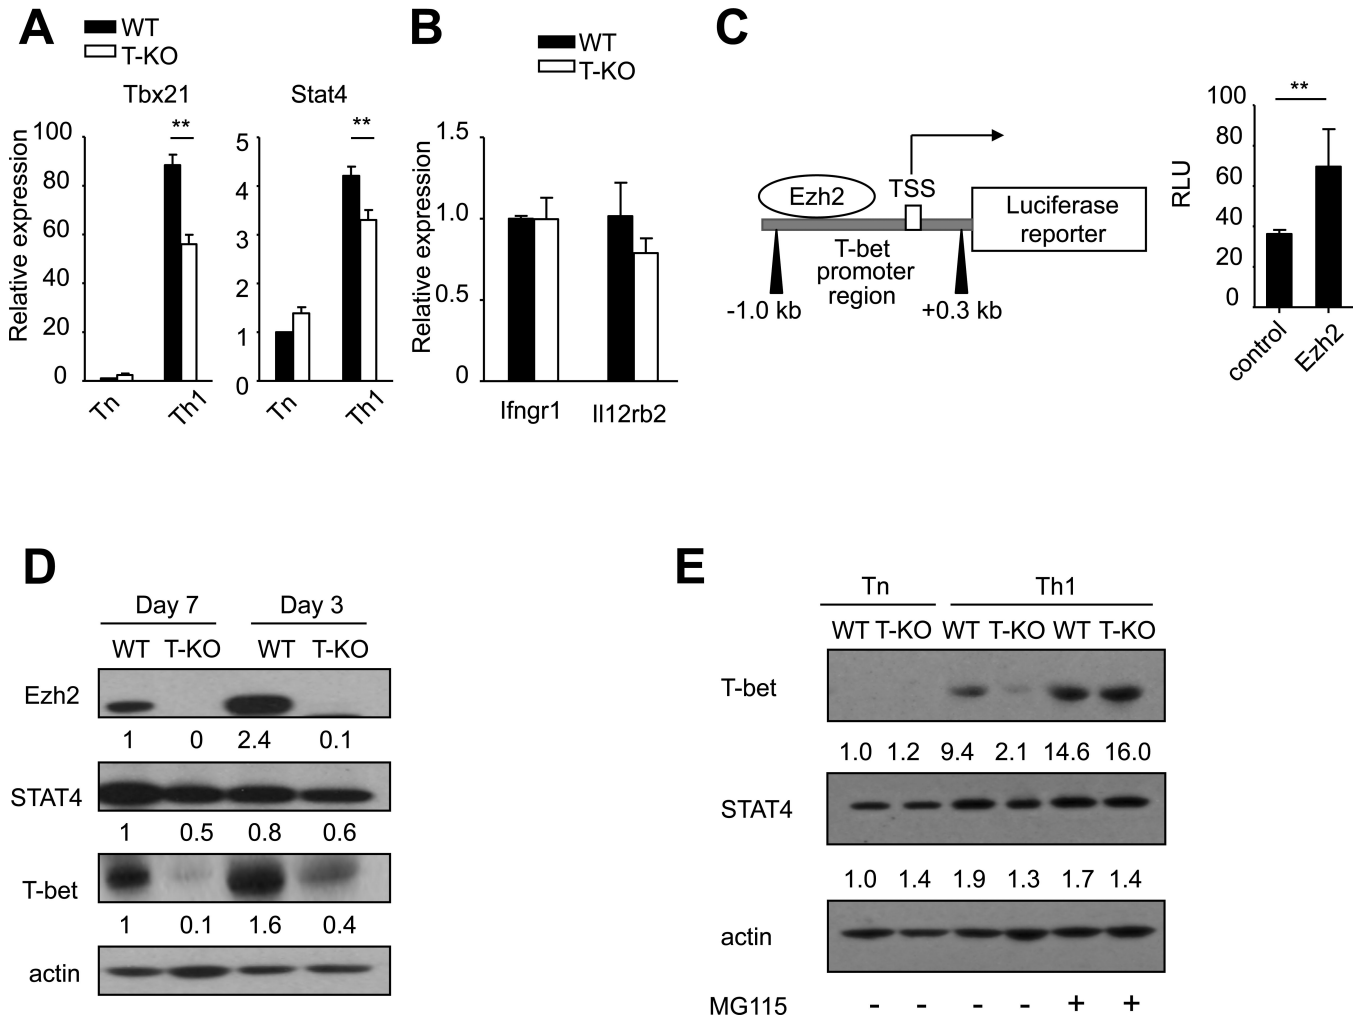 A
WT
T-KO
Tbx21
Stat4
Relative expression
100
80
60
40
20
0
**
Tn
Th1
5
4
3
2
1
0
**
Tn
Th1
B
WT
T-KO
Relative expression
1.5
1.0
0.5
0
Ifngr1
Il12rb2
C
Ezh2
TSS
Luciferase
reporter
T-bet
promoter
region
-1.0 kb
+0.3 kb
RLU
100
80
60
40
20
0
**
control
Ezh2
D
Day 7 Day 3
WT T-KO WT T-KO
Ezh2
1 0 2.4 0.1
STAT4
1 0.5 0.8 0.6
T-bet
1 0.1 1.6 0.4
actin
E
Tn Th1
WT T-KO WT T-KO WT T-KO
T-bet
1.0 1.2 9.4 2.1 14.6 16.0
STAT4
1.0 1.4 1.9 1.3 1.7 1.4
actin
MG115 - - - - + +